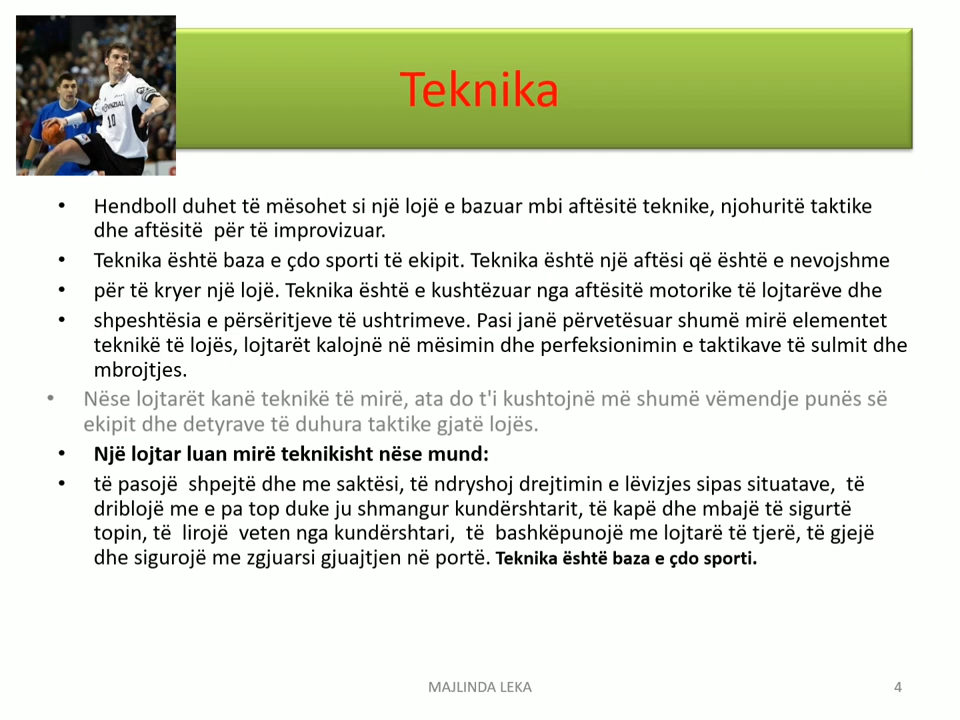 Teknika
10
• Hendboll duhet të mësohet si një lojë e bazuar mbi aftësitë teknike, njohuritë taktike
dhe aftësitë për të improvizuar.
• Teknika është baza e çdo sporti të ekipit. Teknika është një aftësi që është e nevojshme
• për të kryer një lojë. Teknika është e kushtëzuar nga aftësitë motorike të lojtarëve dhe
• shpeshtësia e përsëritjeve të ushtrimeve. Pasi janë përvetësuar shumë mirë elementet
teknikë të lojës, lojtarët kalojnë në mësimin dhe perfeksionimin e taktikave të sulmit dhe
mbrojtjes.
• Nëse lojtarët kanë teknikë të mirë, ata do t'i kushtojnë më shumë vëmendje punës së
ekipit dhe detyrave të duhura taktike gjatë lojës.
• Një lojtar luan mirë teknikisht nëse mund:
• të pasojë shpejtë dhe me saktësi, të ndryshoj drejtimin e lëvizjes sipas situatave, të
driblojë me e pa top duke ju shmangur kundërshtarit, të kapë dhe mbajë të sigurtë
topin, të lirojë veten nga kundërshtari, të bashkëpunojë me lojtarë të tjerë, të gjejë
dhe sigurojë me zgjuarsi gjuajtjen në portë. Teknika është baza e çdo sporti.
MAJLINDA LEKA
4